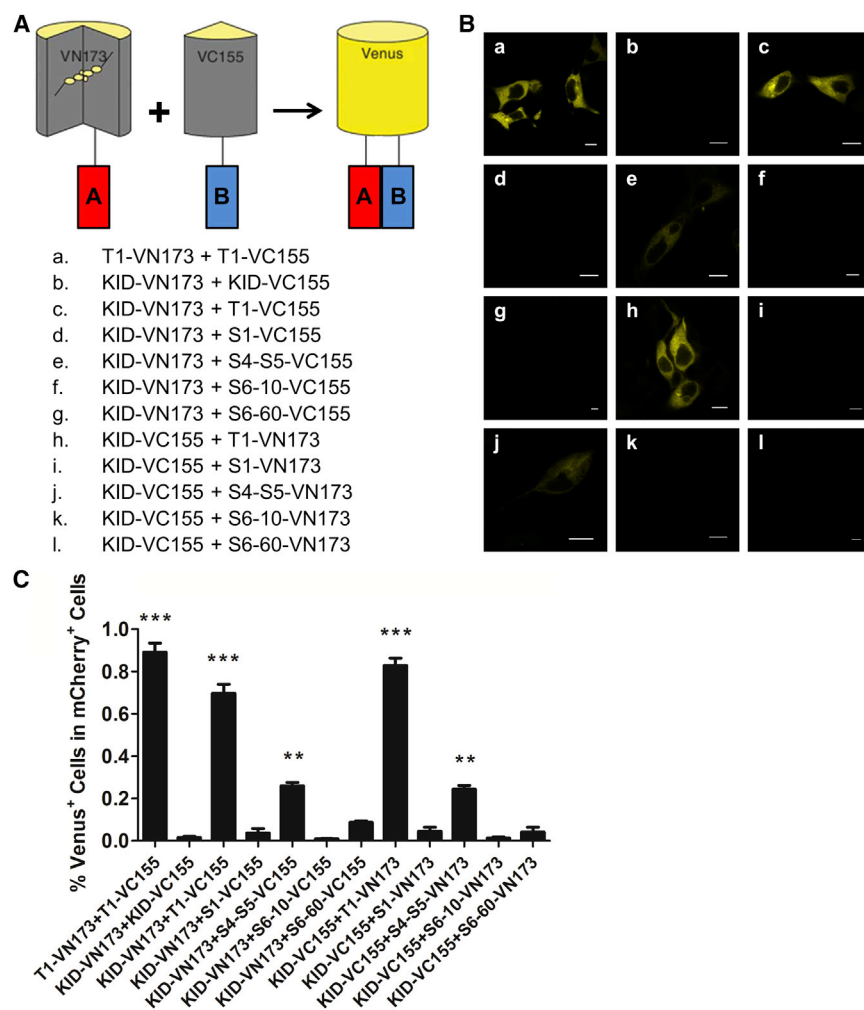 A
VN173
VC155
Venus
+
A
B
A B
a. T1-VN173 + T1-VC155
b. KID-VN173 + KID-VC155
c. KID-VN173 + T1-VC155
d. KID-VN173 + S1-VC155
e. KID-VN173 + S4-S5-VC155
f. KID-VN173 + S6-10-VC155
g. KID-VN173 + S6-60-VC155
h. KID-VC155 + T1-VN173
i. KID-VC155 + S1-VN173
j. KID-VC155 + S4-S5-VN173
k. KID-VC155 + S6-10-VN173
l. KID-VC155 + S6-60-VN173
B
a b c
d e f
g h i
j k l
C
% Venus+ Cells in mCherry+ Cells
1.0
0.8
0.6
0.4
0.2
0.0
***
***
**
***
**
T1-VN173+T1-VC155
KID-VN173+KID-VC155
KID-VN173+T1-VC155
KID-VN173+S1-VC155
KID-VN173+S4-S5-VC155
KID-VN173+S6-10-VC155
KID-VN173+S6-60-VC155
KID-VC155+T1-VN173
KID-VC155+S1-VN173
KID-VC155+S4-S5-VN173
KID-VC155+S6-10-VN173
KID-VC155+S6-60-VN173